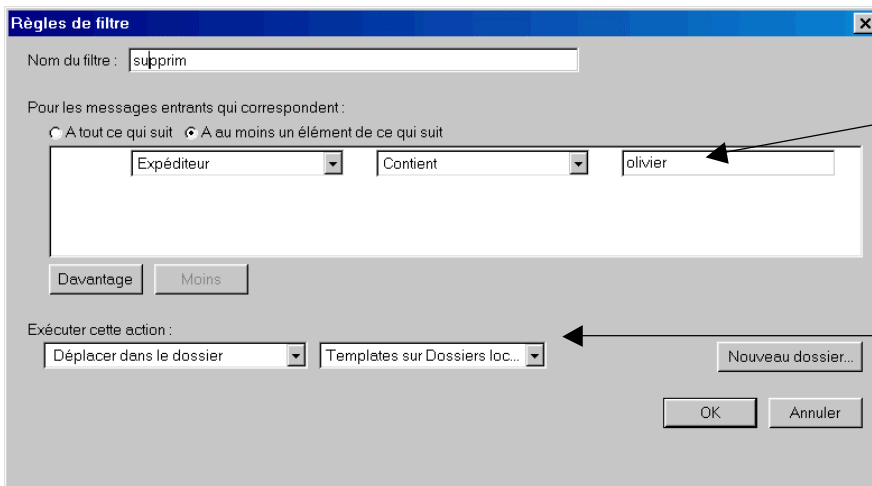 Règles de filtre
Nom du filtre : supprim
Pour les messages entrants qui correspondent :
A tout ce qui suit A au moins un élément de ce qui suit
Expéditeur Contient olivier
Davantage Moins
Exécuter cette action :
Déplacer dans le dossier Templates sur Dossiers loc... Nouveau dossier...
OK Annuler